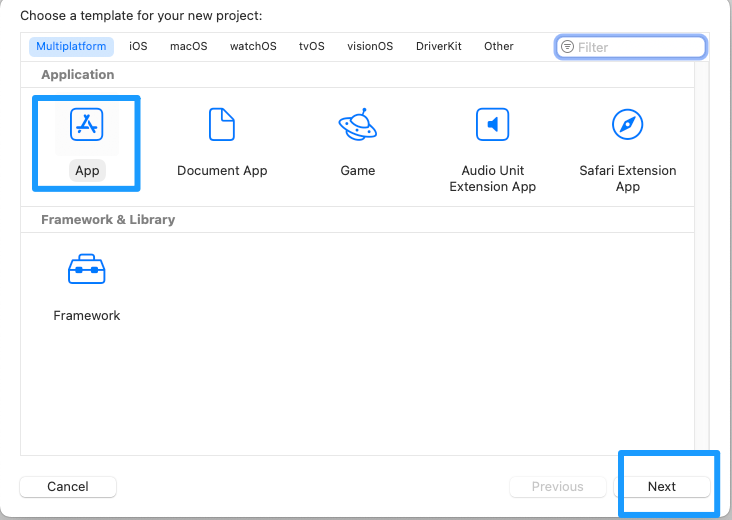 Choose a template for your new project:
Multiplatform iOS macOS watchOS tvOS visionOS DriverKit Other Filter
Application
App Document App Game Audio Unit Extension App Safari Extension App
Framework & Library
Framework
Cancel Previous Next